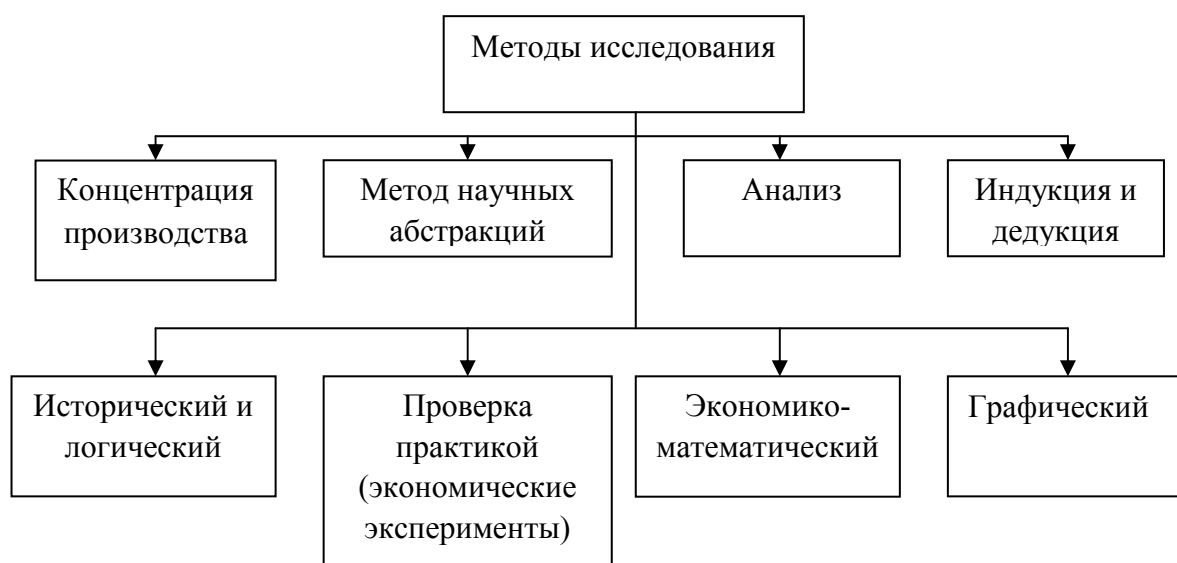 Методы исследования
Концентрация
производства
Метод научных
абстракций
Анализ
Индукция и
дедукция
Исторический и
логический
Проверка
практикой
(экономические
эксперименты)
Экономико-
математический
Графический